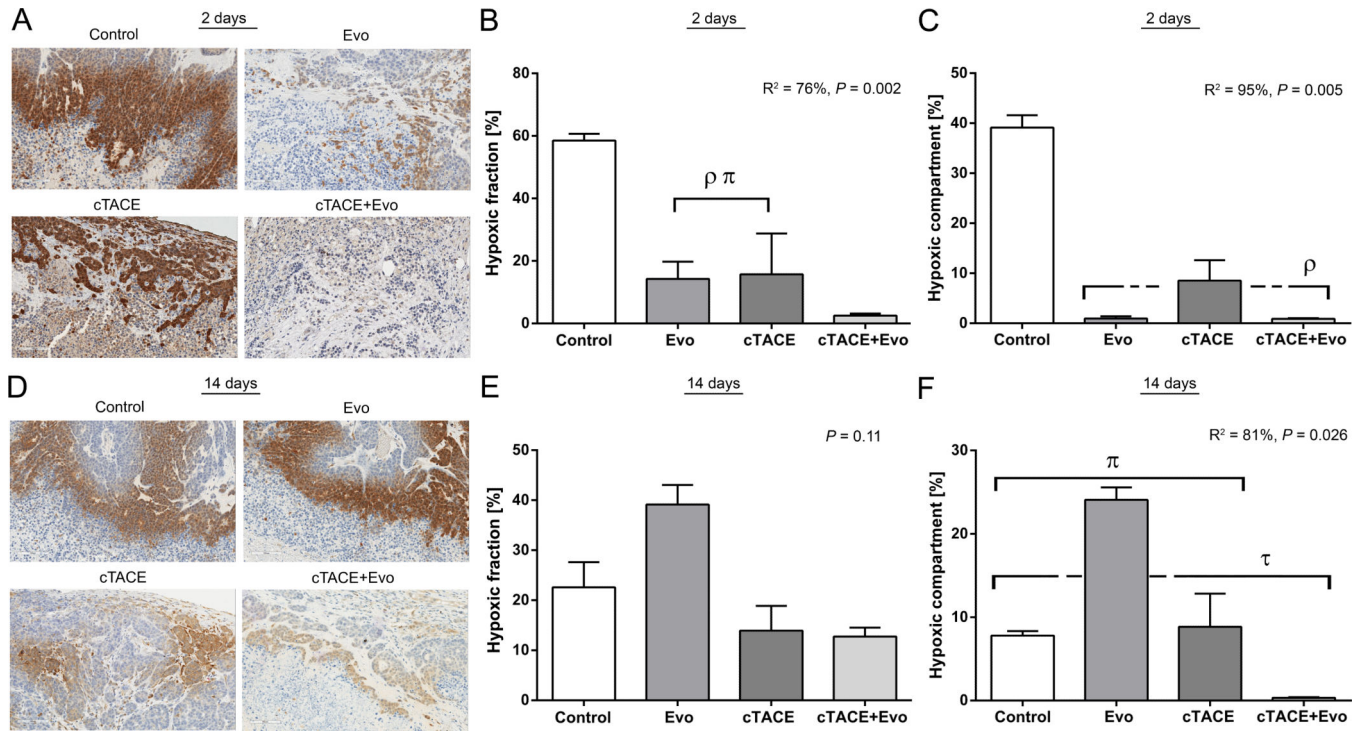 A
2 days
Control
Evo
cTACE
cTACE+Evo
B
2 days
R² = 76%, P = 0.002
Hypoxic fraction [%]
80
60
40
20
0
ρ π
Control
Evo
cTACE
cTACE+Evo
C
2 days
R² = 95%, P = 0.005
Hypoxic compartment [%]
50
40
30
20
10
0
ρ
Control
Evo
cTACE
cTACE+Evo
D
14 days
Control
Evo
cTACE
cTACE+Evo
E
14 days
P = 0.11
Hypoxic fraction [%]
50
40
30
20
10
0
Control
Evo
cTACE
cTACE+Evo
F
14 days
R² = 81%, P = 0.026
Hypoxic compartment [%]
30
20
10
0
π
τ
Control
Evo
cTACE
cTACE+Evo